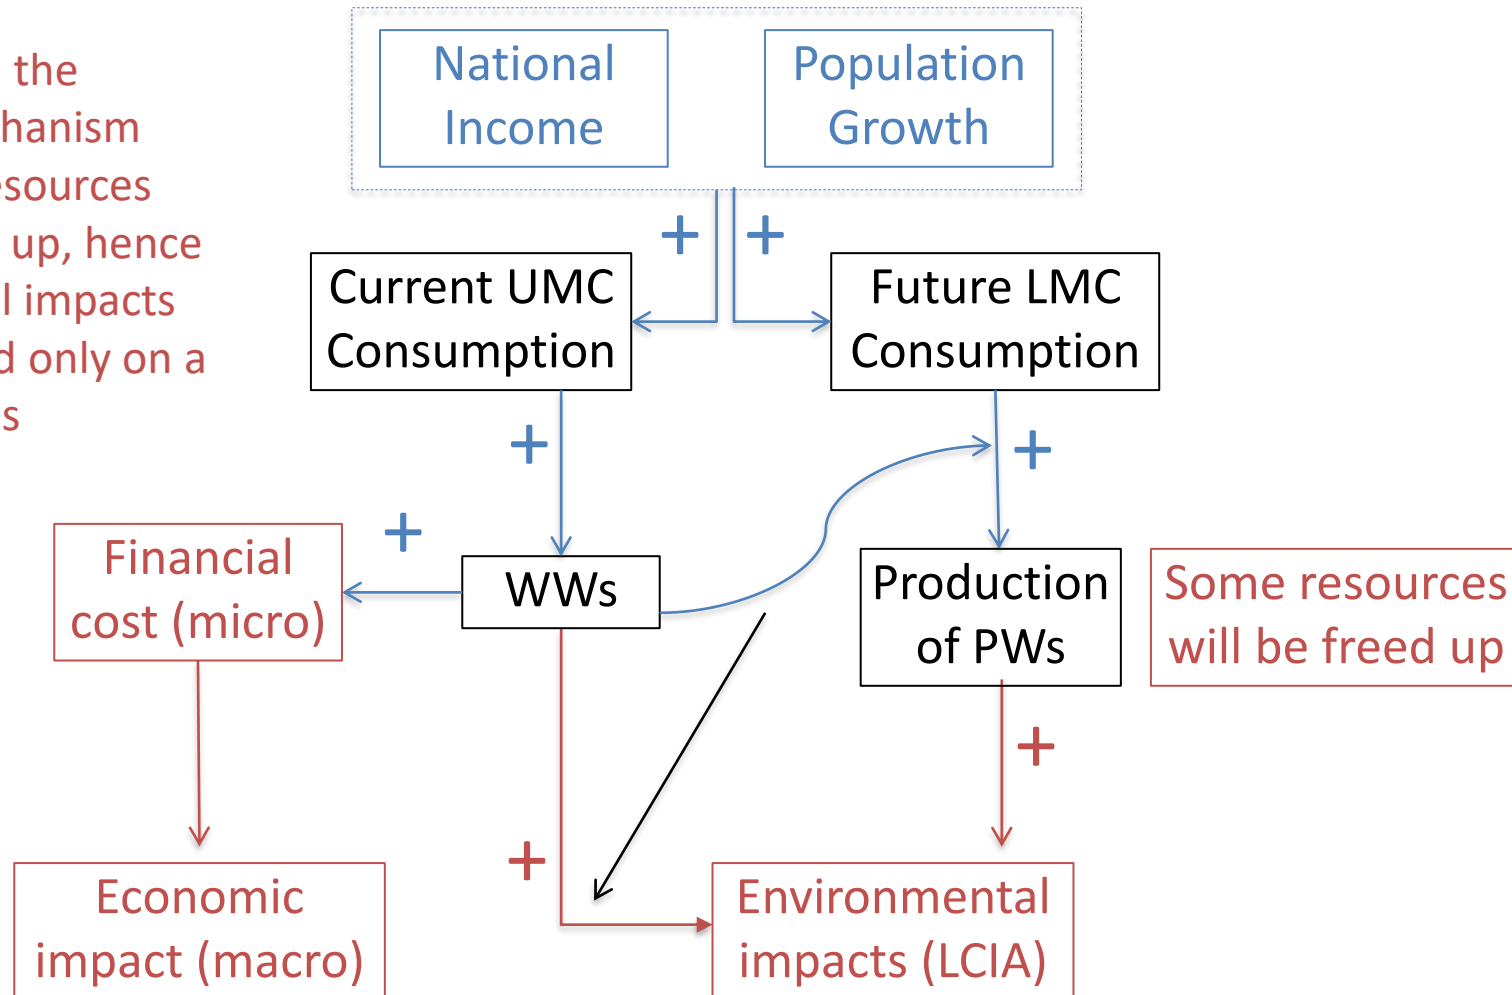 the
hanism
esources
up, hence
l impacts
d only on a
s
National
Income
Population
Growth
+
+
Current UMC
Consumption
Future LMC
Consumption
+
+
+
Financial
cost (micro)
WWs
Production
of PWs
Some resources
will be freed up
+
+
Economic
impact (macro)
Environmental
impacts (LCIA)